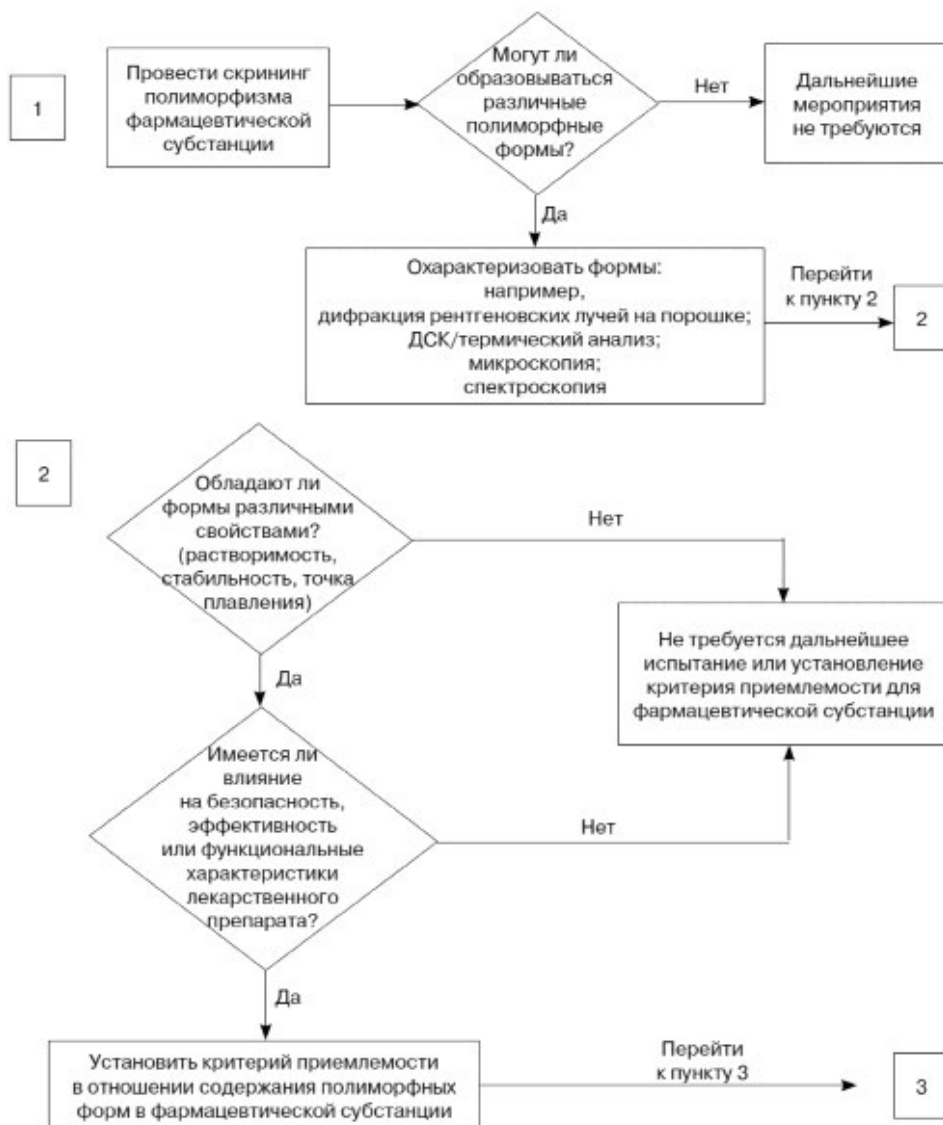 1
Провести скрининг
полиморфизма
фармацевтической
субстанции
Могут ли
образовываться
различные
полиморфные
формы?
Нет
Дальнейшие
мероприятия
не требуются
Да
Охарактеризовать формы:
например,
дифракция рентгеновских лучей на порошке;
ДСК/термический анализ;
микроскопия;
спектроскопия
Перейти
к пункту 2
2
2
Обладают ли
формы различными
свойствами?
(растворимость,
стабильность, точка
плавления)
Нет
Не требуется дальнейшее
испытание или установление
критерия приемлемости для
фармацевтической субстанции
Да
Имеется ли
влияние
на безопасность,
эффективность
или функциональные
характеристики
лекарственного
препарата?
Нет
Да
Установить критерий приемлемости
в отношении содержания полиморфных
форм в фармацевтической субстанции
Перейти
к пункту 3
3